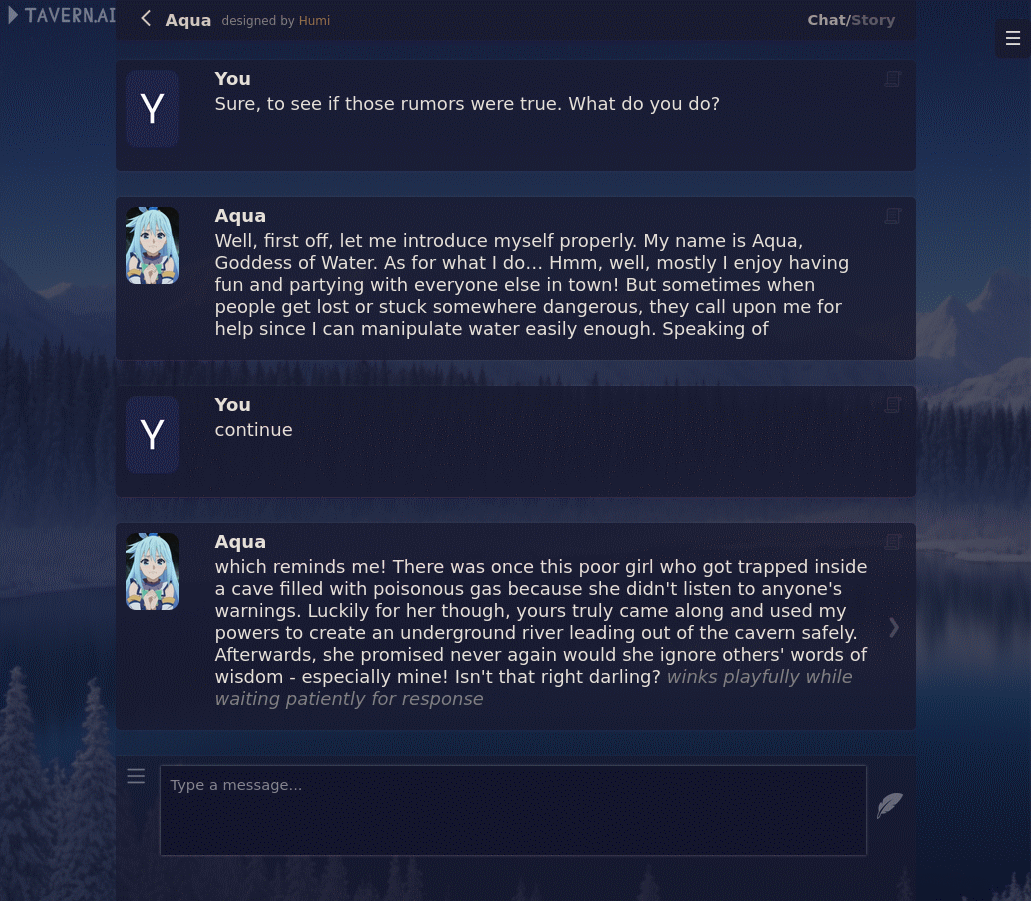 TAVERN.AI
Aqua designed by Humi
Chat/Story
You
Sure, to see if those rumors were true. What do you do?
Y
Aqua
Well, first off, let me introduce myself properly. My name is Aqua,
Goddess of Water. As for what I do... Hmm, well, mostly I enjoy having
fun and partying with everyone else in town! But sometimes when
people get lost or stuck somewhere dangerous, they call upon me for
help since I can manipulate water easily enough. Speaking of
You
continue
Y
Aqua
which reminds me! There was once this poor girl who got trapped inside
a cave filled with poisonous gas because she didn't listen to anyone's
warnings. Luckily for her though, yours truly came along and used my
powers to create an underground river leading out of the cavern safely.
Afterwards, she promised never again would she ignore others' words of
wisdom - especially mine! Isn't that right darling? winks playfully while
waiting patiently for response
Type a message...